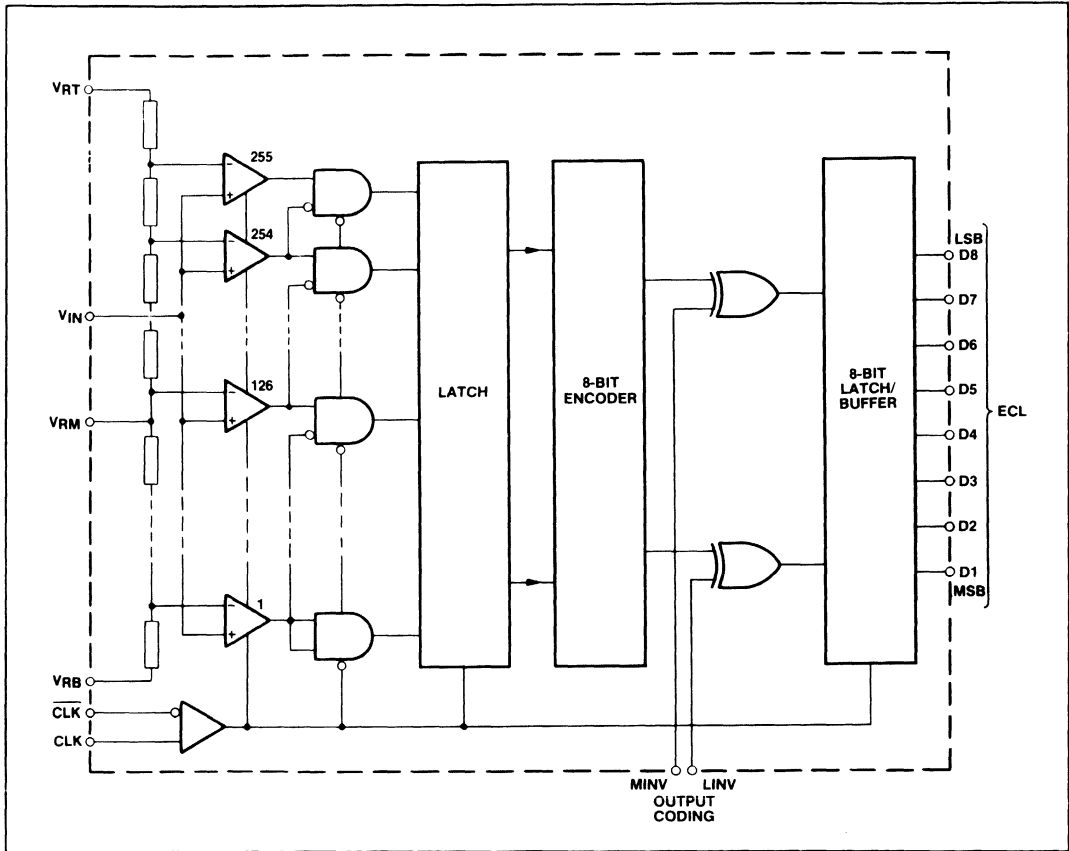 VRT
255
254
VIN
126
VRM
1
VRB
CLK
CLK
LATCH
8-BIT
ENCODER
8-BIT
LATCH/
BUFFER
LSB
D8
D7
D6
D5
D4
D3
D2
D1
MSB
ECL
MINV
LINV
OUTPUT
CODING